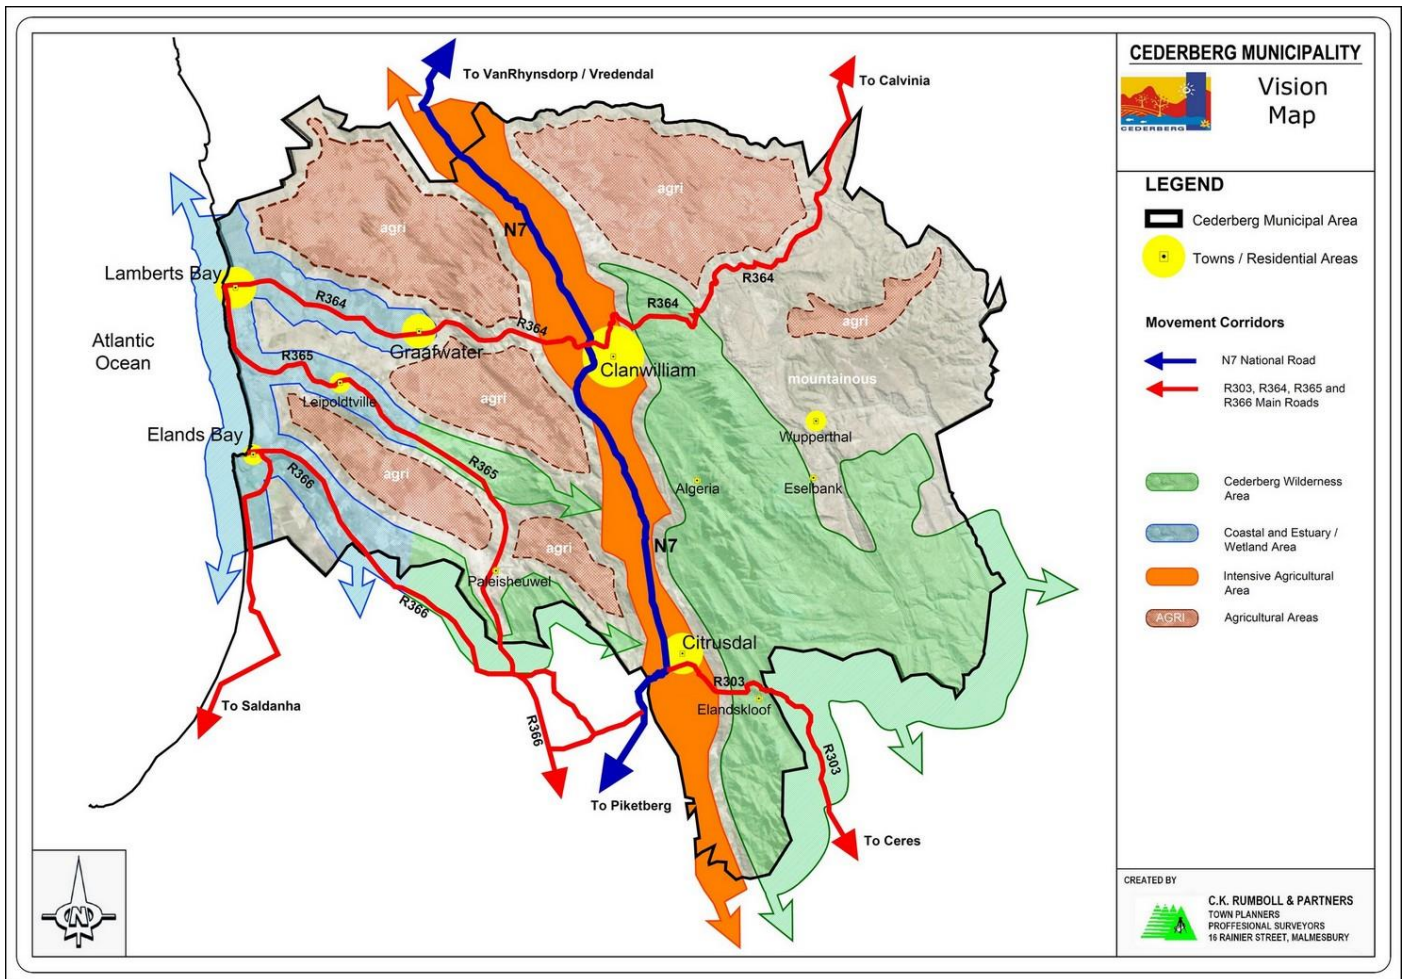 CEDERBERG MUNICIPALITY
Vision
Map
CEDERBERG
LEGEND
Cederberg Municipal Area
Towns / Residential Areas
Movement Corridors
N7 National Road
R303, R364, R365 and
R366 Main Roads
Cederberg Wilderness
Area
Coastal and Estuary /
Wetland Area
Intensive Agricultural
Area
AGRI
Agricultural Areas
CREATED BY
C.K. RUMBOLL & PARTNERS
TOWN PLANNERS
PROFFESIONAL SURVEYORS
16 RAINIER STREET, MALMESBURY
To VanRhynsdorp / Vredendal
To Calvinia
agri
agri
N7
Lamberts Bay
R364
R364
R364
R364
agri
Atlantic
Ocean
Graafwater
R365
Clanwilliam
mountainous
Leipoldtville
agri
Elands Bay
Wupperthal
R366
agri
R365
Algeria
Eselbank
N7
agri
Paleisheuwel
R366
Citrusdal
R303
Elandskloof
To Saldanha
R366
R303
To Piketberg
To Ceres
N